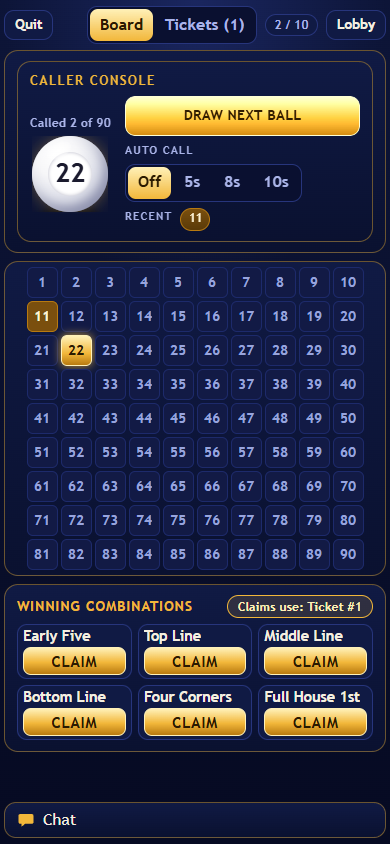 Quit Board Tickets (1) 2 / 10 Lobby
CALLER CONSOLE
Called 2 of 90
22
DRAW NEXT BALL
AUTO CALL
Off 5s 8s 10s
RECENT 11
1 2 3 4 5 6 7 8 9 10
11 12 13 14 15 16 17 18 19 20
21 22 23 24 25 26 27 28 29 30
31 32 33 34 35 36 37 38 39 40
41 42 43 44 45 46 47 48 49 50
51 52 53 54 55 56 57 58 59 60
61 62 63 64 65 66 67 68 69 70
71 72 73 74 75 76 77 78 79 80
81 82 83 84 85 86 87 88 89 90
WINNING COMBINATIONS Claims use: Ticket #1
Early Five Top Line Middle Line
CLAIM CLAIM CLAIM
Bottom Line Four Corners Full House 1st
CLAIM CLAIM CLAIM
Chat